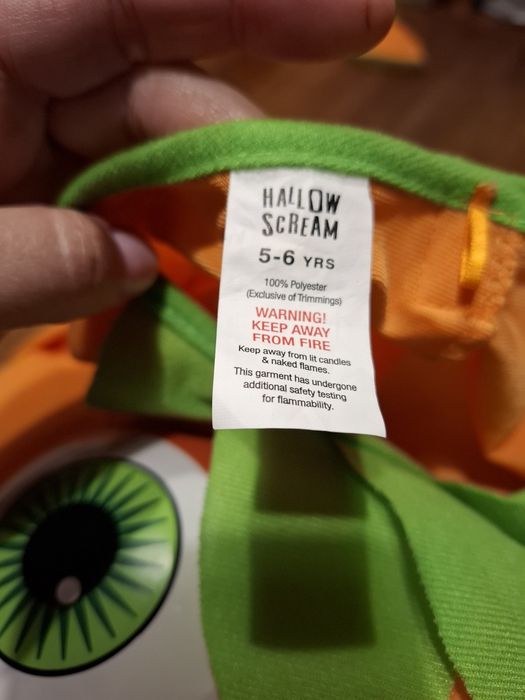 HALLOW
SCREAM
5-6 YRS
100% Polyester
(Exclusive of Trimmings)
WARNING!
KEEP AWAY
FROM FIRE
Keep away from lit candles
& naked flames.
This garment has undergone
additional safety testing
for flammability.